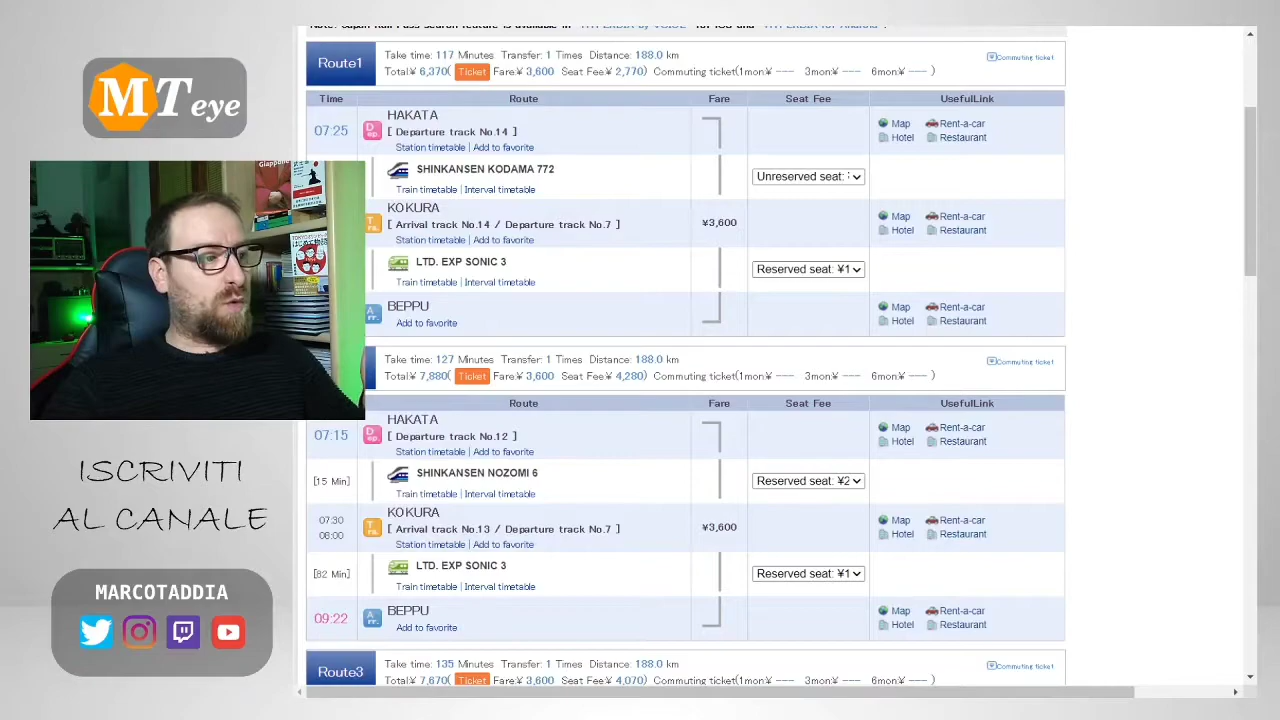 MT eye
Giappone
ISCRIVITI
AL CANALE
MARCOTADDIA
Route1
Take time: 117 Minutes Transfer: 1 Times Distance: 188.0 km
Commuting ticket
Total:¥ 6,370( Ticket Fare:¥ 3,600 Seat Fee:¥ 2,770) Commuting ticket(1mon:¥ --- 3mon:¥ --- 6mon:¥ --- )
Time Route Fare Seat Fee UsefulLink
07:25 Dep. HAKATA
[ Departure track No.14 ]
Station timetable | Add to favorite
Map Rent-a-car
Hotel Restaurant
SHINKANSEN KODAMA 772
Train timetable | Interval timetable
Unreserved seat:
KOKURA
[ Arrival track No.14 / Departure track No.7 ]
Station timetable | Add to favorite
¥3,600
Map Rent-a-car
Hotel Restaurant
LTD. EXP SONIC 3
Train timetable | Interval timetable
Reserved seat: ¥1
Arr. BEPPU
Add to favorite
Map Rent-a-car
Hotel Restaurant
Take time: 127 Minutes Transfer: 1 Times Distance: 188.0 km
Commuting ticket
Total:¥ 7,880( Ticket Fare:¥ 3,600 Seat Fee:¥ 4,280) Commuting ticket(1mon:¥ --- 3mon:¥ --- 6mon:¥ --- )
Route Fare Seat Fee UsefulLink
07:15 Dep. HAKATA
[ Departure track No.12 ]
Station timetable | Add to favorite
Map Rent-a-car
Hotel Restaurant
[15 Min] SHINKANSEN NOZOMI 6
Train timetable | Interval timetable
Reserved seat: ¥2
07:30
08:00
Trs. KOKURA
[ Arrival track No.13 / Departure track No.7 ]
Station timetable | Add to favorite
¥3,600
Map Rent-a-car
Hotel Restaurant
[82 Min] LTD. EXP SONIC 3
Train timetable | Interval timetable
Reserved seat: ¥1
09:22 Arr. BEPPU
Add to favorite
Map Rent-a-car
Hotel Restaurant
Route3
Take time: 135 Minutes Transfer: 1 Times Distance: 188.0 km
Commuting ticket
Total:¥ 7,670( Ticket Fare:¥ 3,600 Seat Fee:¥ 4,070) Commuting ticket(1mon:¥ --- 3mon:¥ --- 6mon:¥ --- )